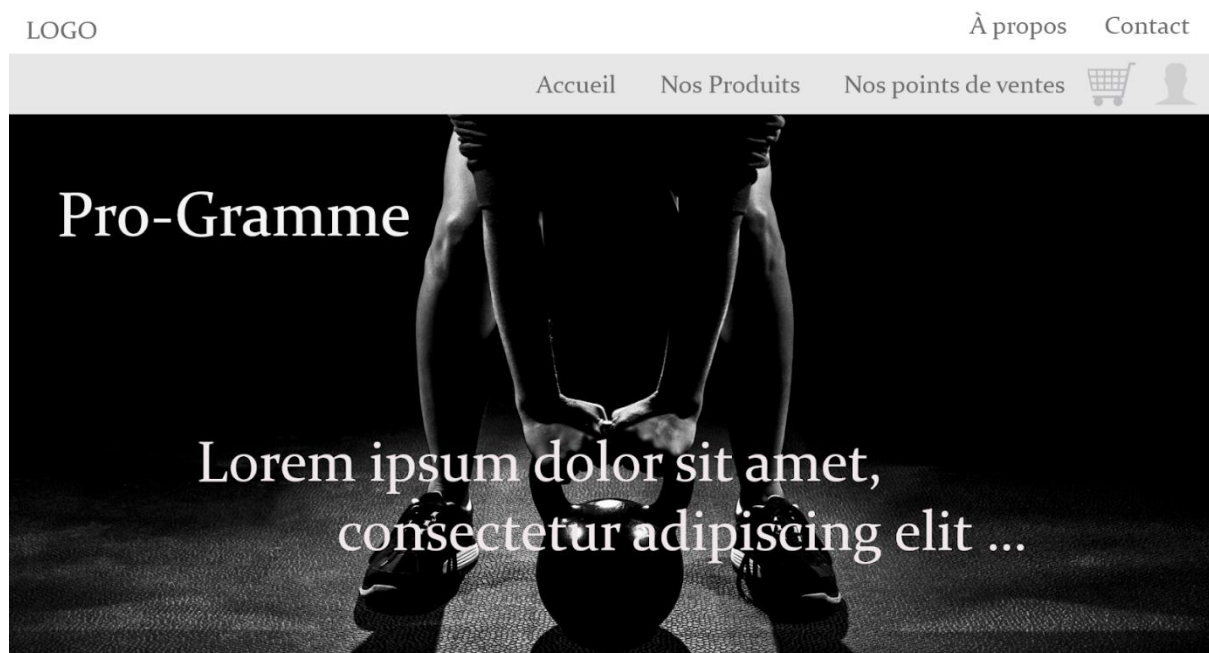 LOGO
À propos Contact
Accueil Nos Produits Nos points de ventes
Pro-Gramme
Lorem ipsum dolor sit amet,
consectetur adipiscing elit ...